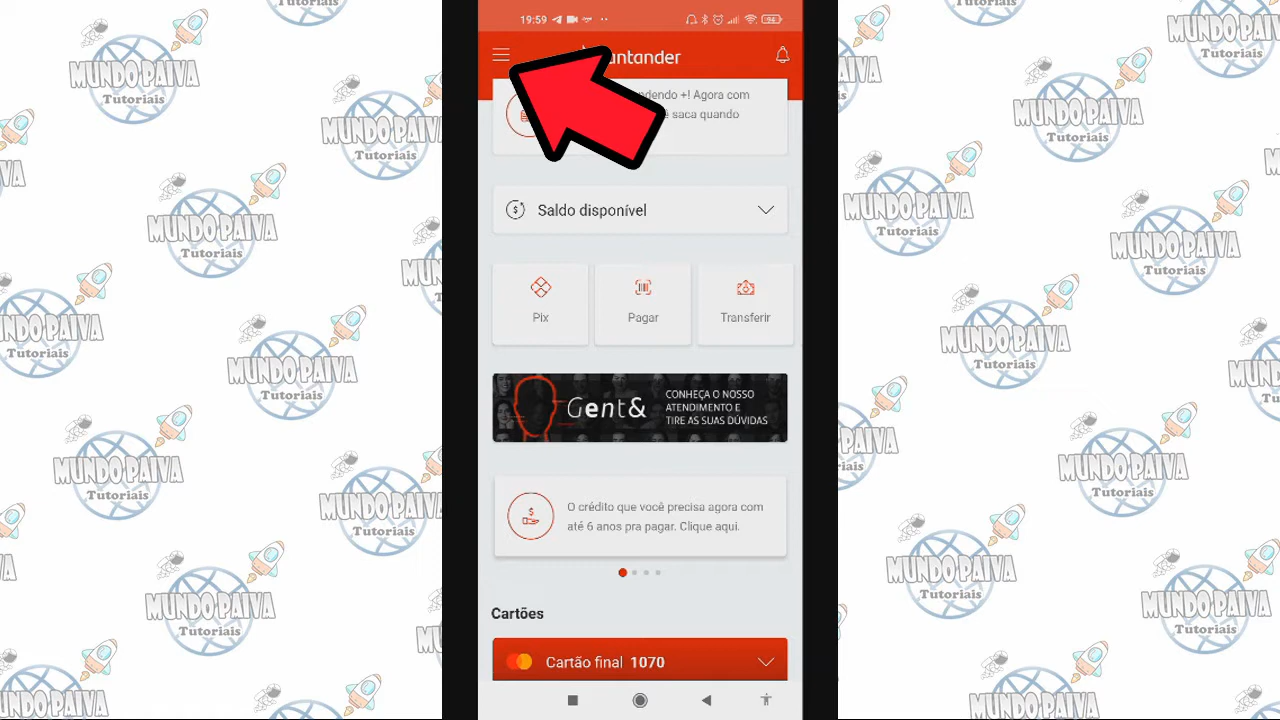 19:59
Santander
ndendo +! Agora com
ê saca quando
Saldo disponível
Pix
Pagar
Transferir
Gent&
CONHEÇA O NOSSO
ATENDIMENTO E
TIRE AS SUAS DÚVIDAS
O crédito que você precisa agora com
até 6 anos pra pagar. Clique aqui.
Cartões
Cartão final 1070
MUNDO PAIVA
Tutoriais